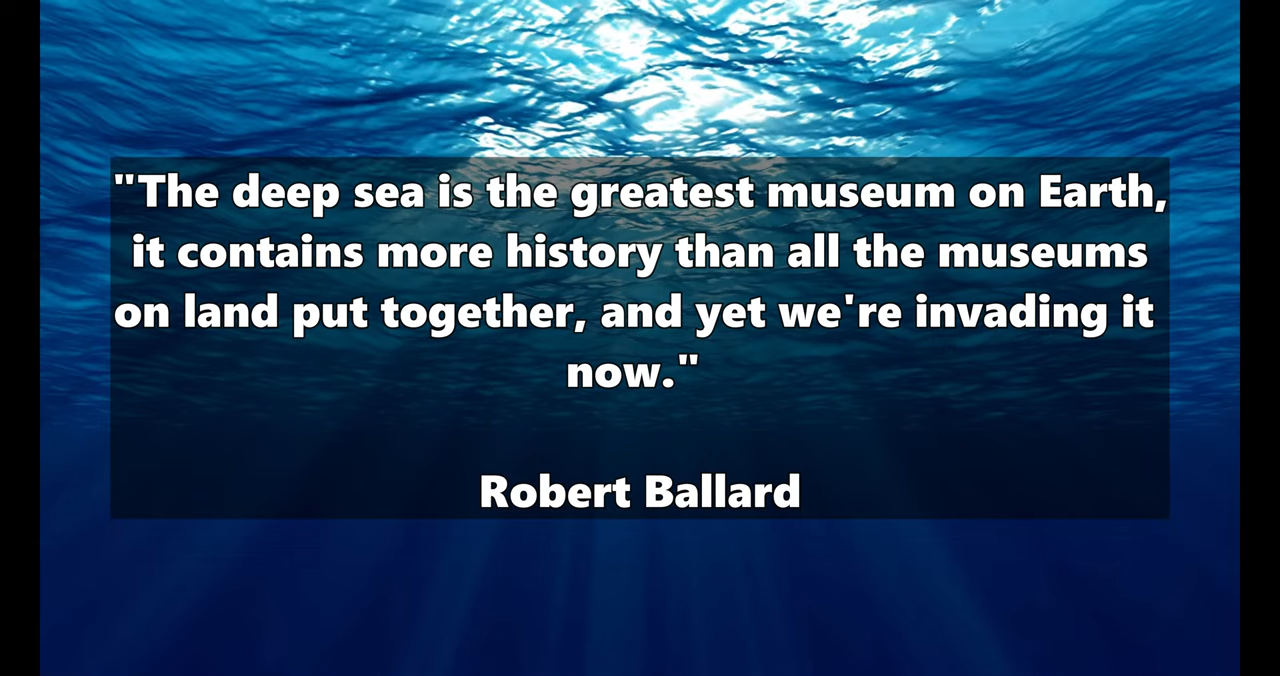 "The deep sea is the greatest museum on Earth,
it contains more history than all the museums
on land put together, and yet we're invading it
now."
Robert Ballard